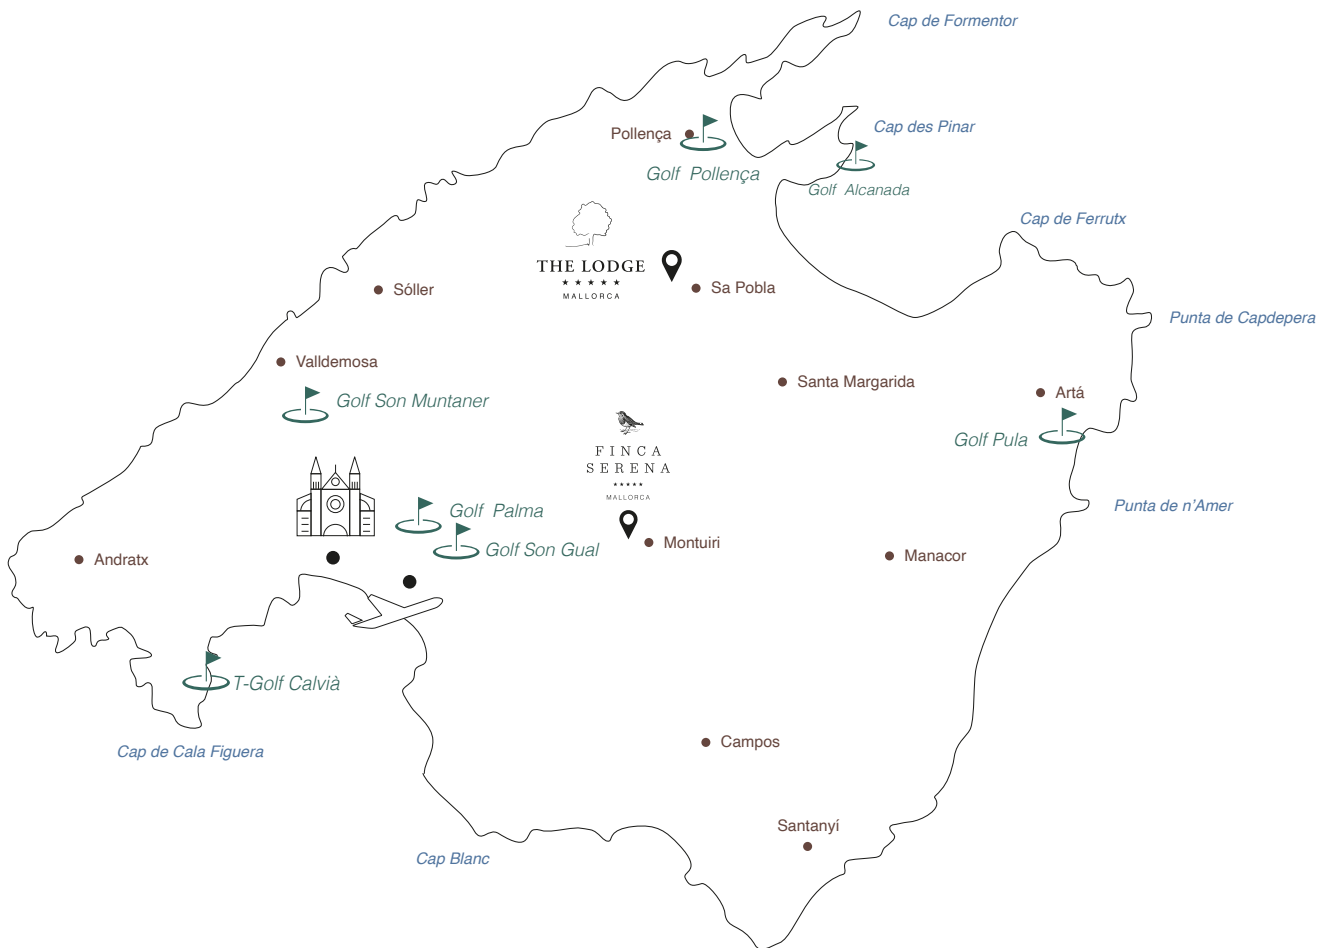 Cap de Formentor
Cap des Pinar
Pollença
Golf Pollença
Golf Alcanada
Cap de Ferrutx
THE LODGE
★ ★ ★ ★ ★
MALLORCA
Sóller
Sa Pobla
Punta de Capdepera
Valldemosa
Santa Margarida
Artá
Golf Son Muntaner
Golf Pula
FINCA
SERENA
★★★★★
MALLORCA
Punta de n'Amer
Golf Palma
Golf Son Gual
Montuiri
Manacor
Andratx
T-Golf Calvià
Campos
Cap de Cala Figuera
Santanyí
Cap Blanc